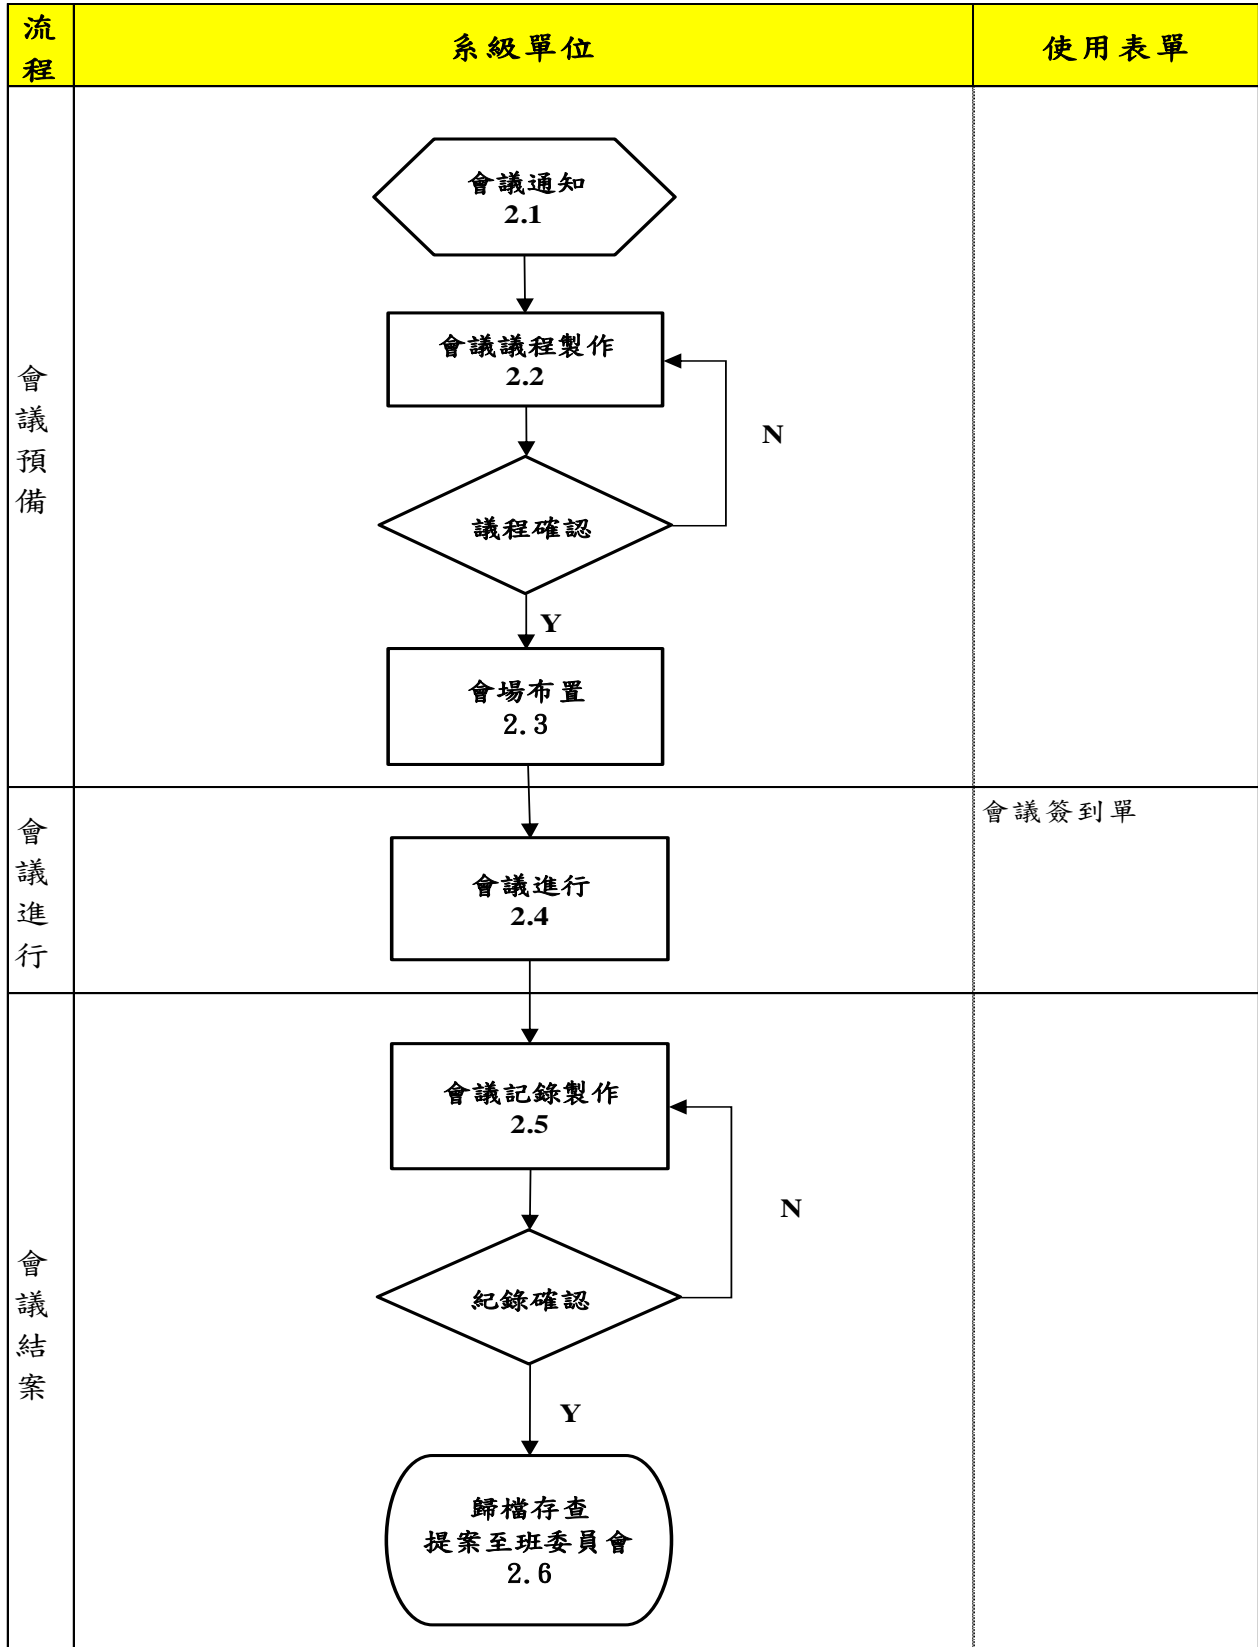 流程
系級單位
使用表單
會議預備
會議通知
2.1
會議議程製作
2.2
N
議程確認
Y
會場布置
2.3
會議進行
會議簽到單
會議進行
2.4
會議結案
會議記錄製作
2.5
N
紀錄確認
Y
歸檔存查
提案至班委員會
2.6